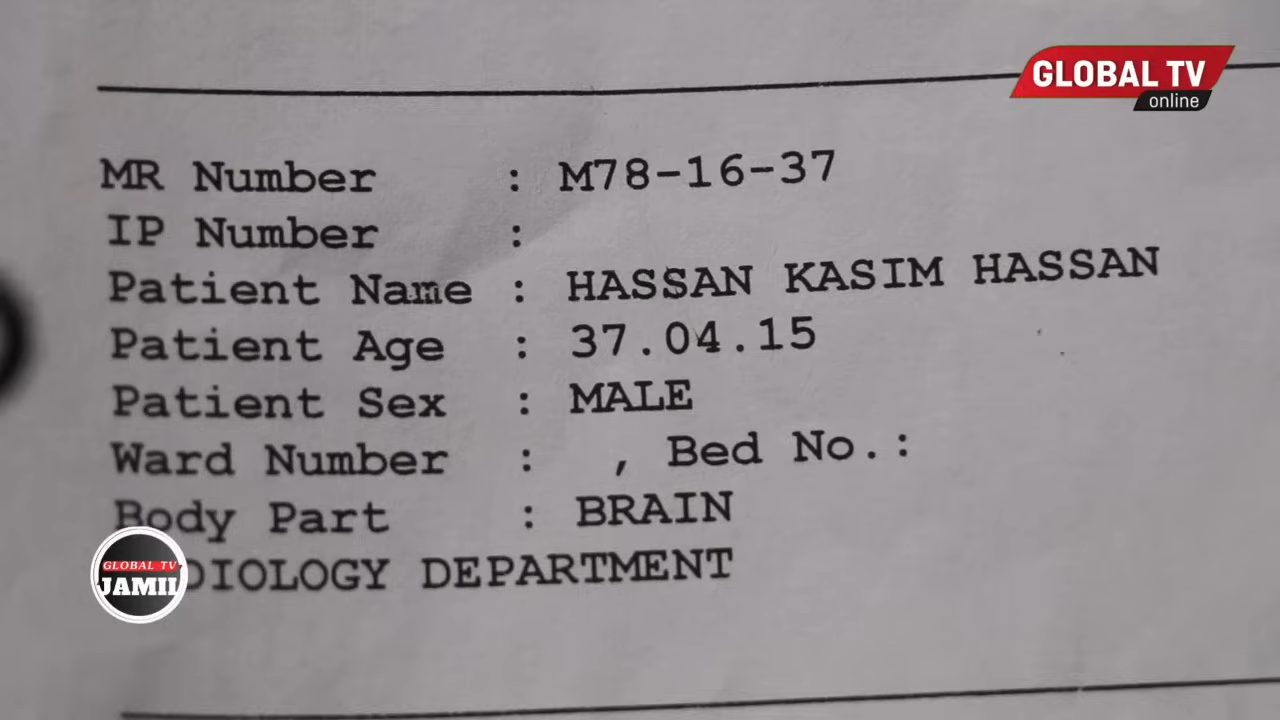 GLOBAL TV
online
MR Number : M78-16-37
IP Number :
Patient Name : HASSAN KASIM HASSAN
Patient Age : 37.04.15
Patient Sex : MALE
Ward Number : , Bed No.:
Body Part : BRAIN
DIOLOGY DEPARTMENT
GLOBAL TV
JAMII